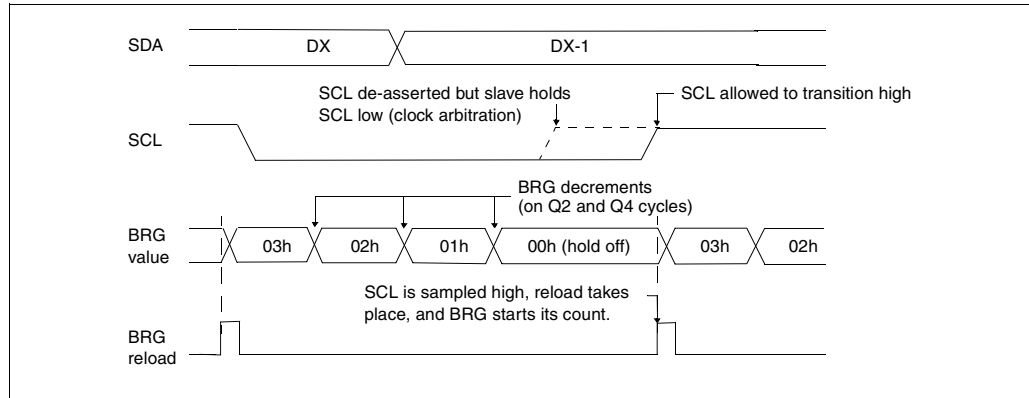 SDA
DX
DX-1
SCL de-asserted but slave holds
SCL low (clock arbitration)
SCL allowed to transition high
SCL
BRG decrements
(on Q2 and Q4 cycles)
BRG
value
03h
02h
01h
00h (hold off)
03h
02h
SCL is sampled high, reload takes
place, and BRG starts its count.
BRG
reload